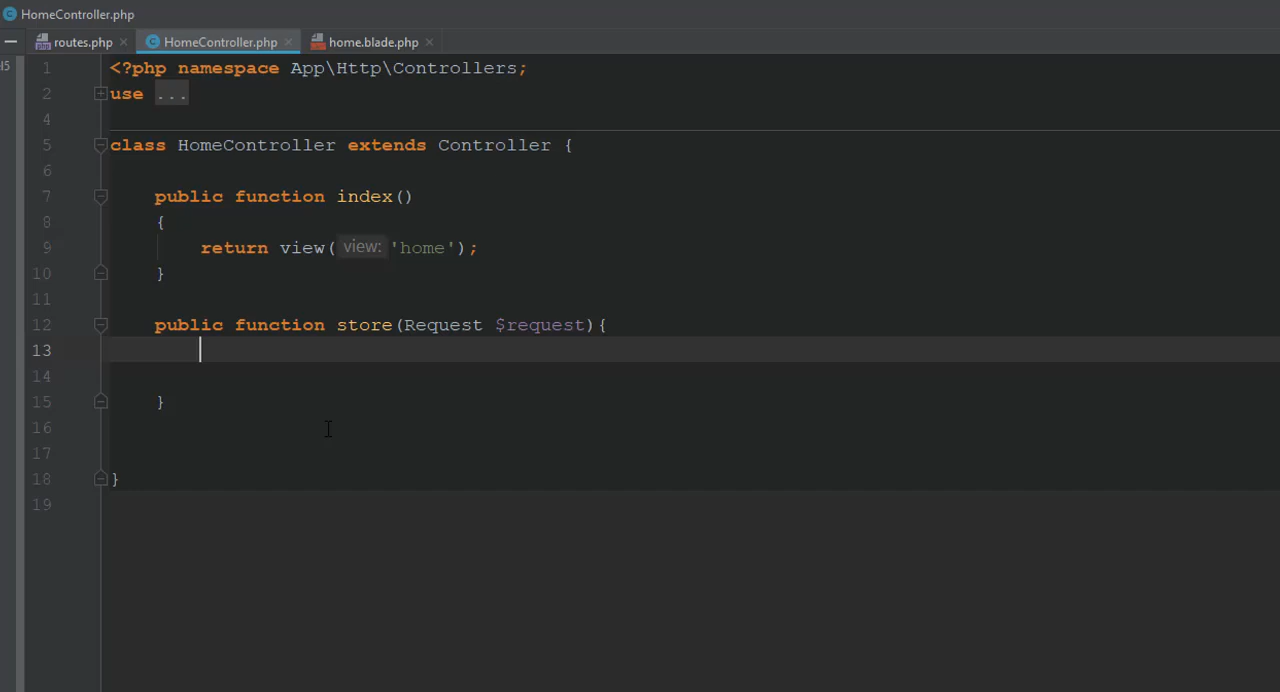 HomeController.php
routes.php HomeController.php home.blade.php
1 <?php namespace App\Http\Controllers;
2 use ...
4
5 class HomeController extends Controller {
6
7 public function index()
8 {
9 return view( view: 'home');
10 }
11
12 public function store(Request $request){
13
14
15 }
16
17
18 }
19